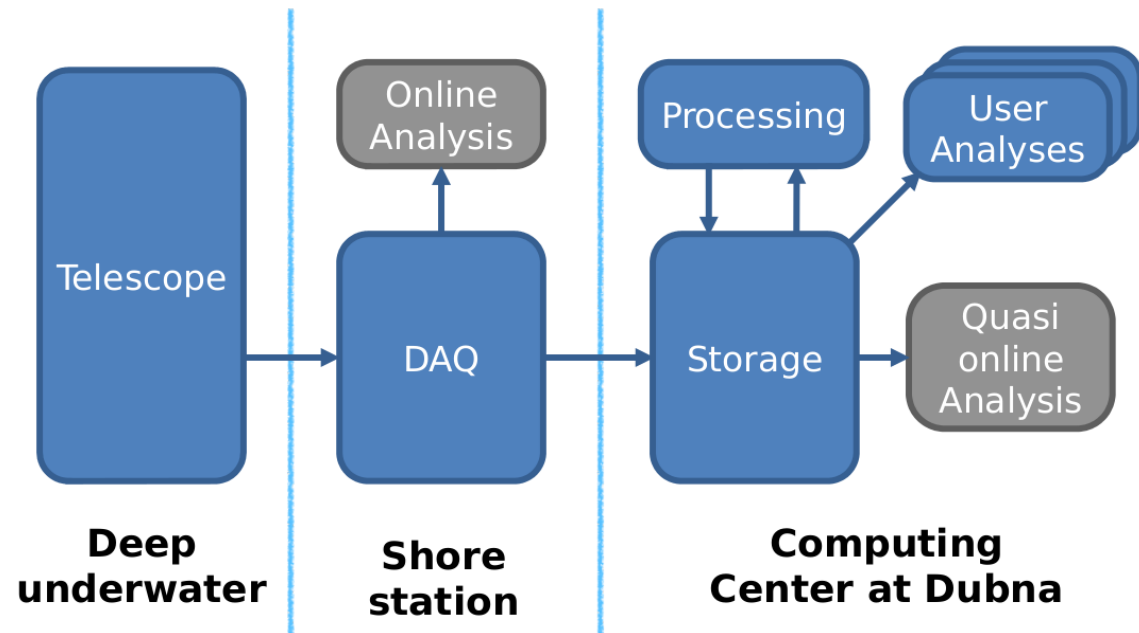 Telescope
Online
Analysis
DAQ
Processing
User
Analyses
Storage
Quasi
online
Analysis
Deep
underwater
Shore
station
Computing
Center at Dubna